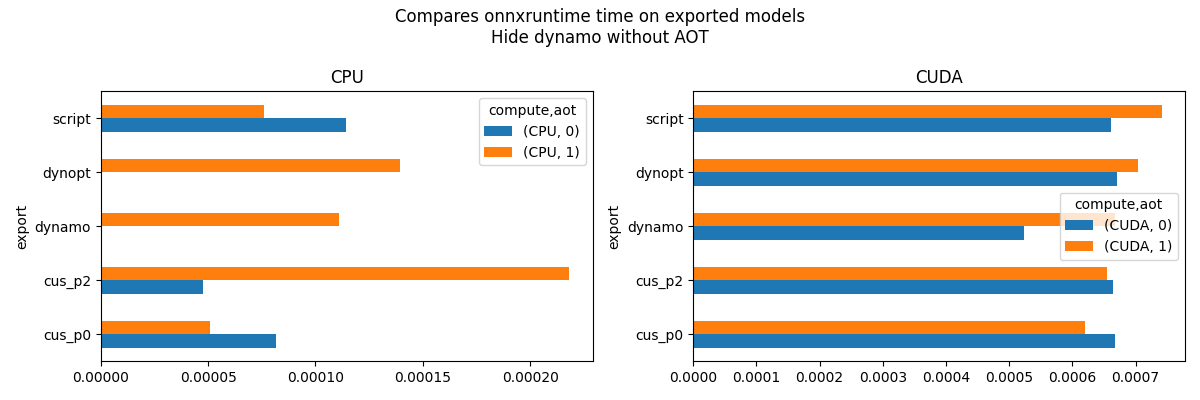 Compares onnxruntime time on exported models
Hide dynamo without AOT
CPU
export
script
dynopt
dynamo
cus_p2
cus_p0
0.00000 0.00005 0.00010 0.00015 0.00020
compute,aot
(CPU, 0)
(CPU, 1)
CUDA
export
script
dynopt
dynamo
cus_p2
cus_p0
0.0000 0.0001 0.0002 0.0003 0.0004 0.0005 0.0006 0.0007
compute,aot
(CUDA, 0)
(CUDA, 1)